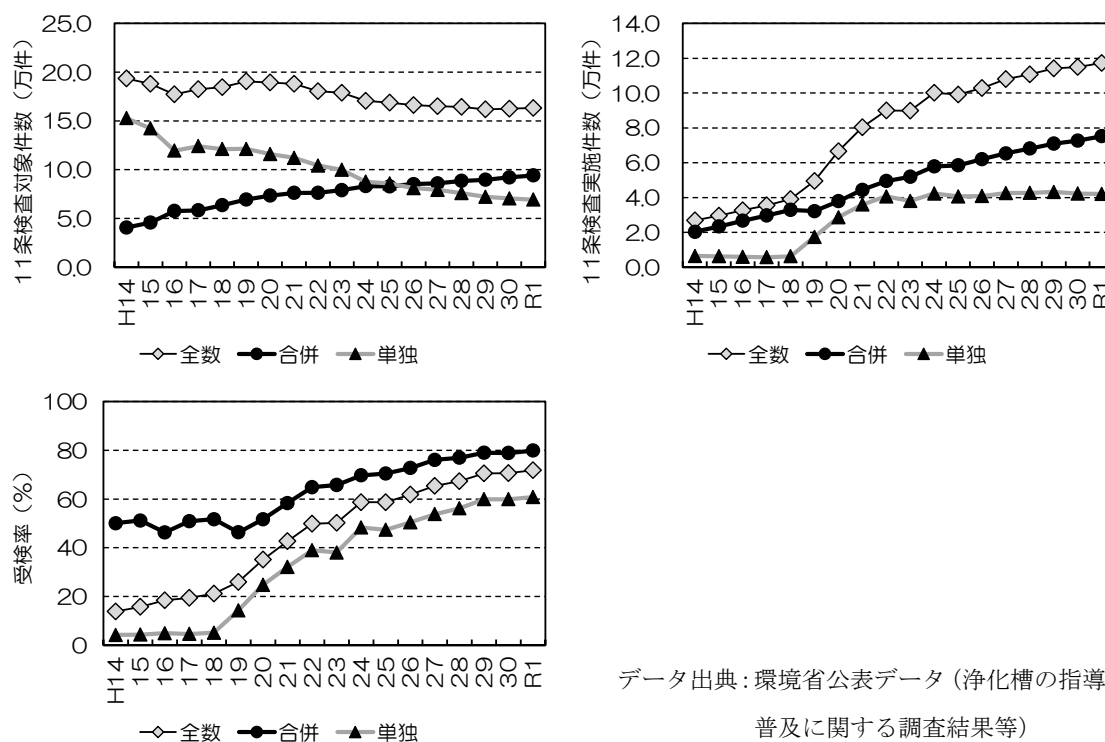 11条検査対象件数（万件）
25.0
20.0
15.0
10.0
5.0
0.0
H14 15 16 17 18 19 20 21 22 23 24 25 26 27 28 29 30 R1
全数 合併 単独
11条検査実施件数（万件）
14.0
12.0
10.0
8.0
6.0
4.0
2.0
0.0
H14 15 16 17 18 19 20 21 22 23 24 25 26 27 28 29 30 R1
全数 合併 単独
受検率（%）
100
80
60
40
20
0
H14 15 16 17 18 19 20 21 22 23 24 25 26 27 28 29 30 R1
全数 合併 単独
データ出典：環境省公表データ（浄化槽の指導
普及に関する調査結果等）